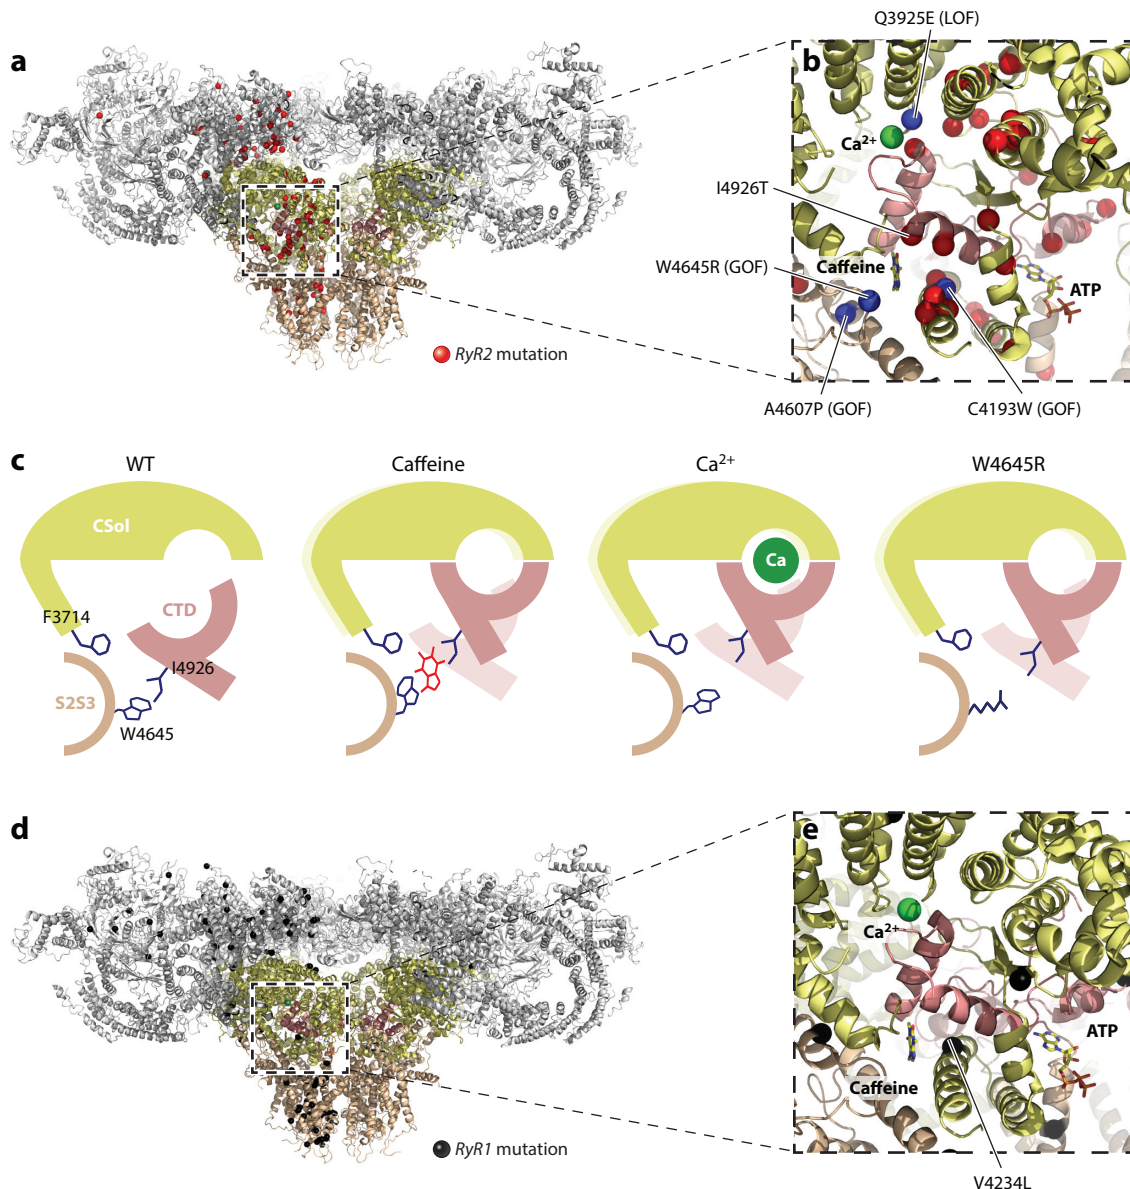 Q3925E (LOF)
a
b
Ca2+
I4926T
W4645R (GOF)
Caffeine
ATP
RyR2 mutation
A4607P (GOF)
C4193W (GOF)
c
WT
Caffeine
Ca2+
W4645R
CSol
Ca
F3714
CTD
I4926
S2S3
W4645
d
e
Ca2+
ATP
Caffeine
RyR1 mutation
V4234L